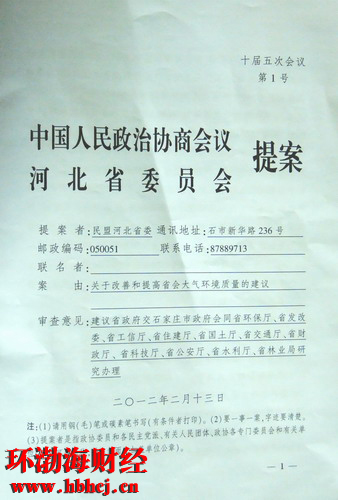 十届五次会议
第1号
中国人民政治协商会议
河北省委员会
提案
提案者:民盟河北省委 通讯地址:石市新华路236号
邮政编码:050051 联系电话:87889713
联名者:
案由:关于改善和提高省会大气环境质量的建议
审查意见:建议省政府交石家庄市政府会同省环保厅、省发改
委、省工信厅、省住建厅、省国土厅、省交通厅、省财
政厅、省科技厅、省公安厅、省水利厅、省林业局研
究办理
二〇一二年二月十三日
注:(1)请用钢(毛)笔或碳素笔书写(有条件者打印)。(2)要一事一案,字迹要清楚。
(3)提案者是指政协委员和各民主党派、有关人民团体、政协各专门委员会和有关单
单位公章)。
环渤海财经
www.hbhcj.cn
— 1 —